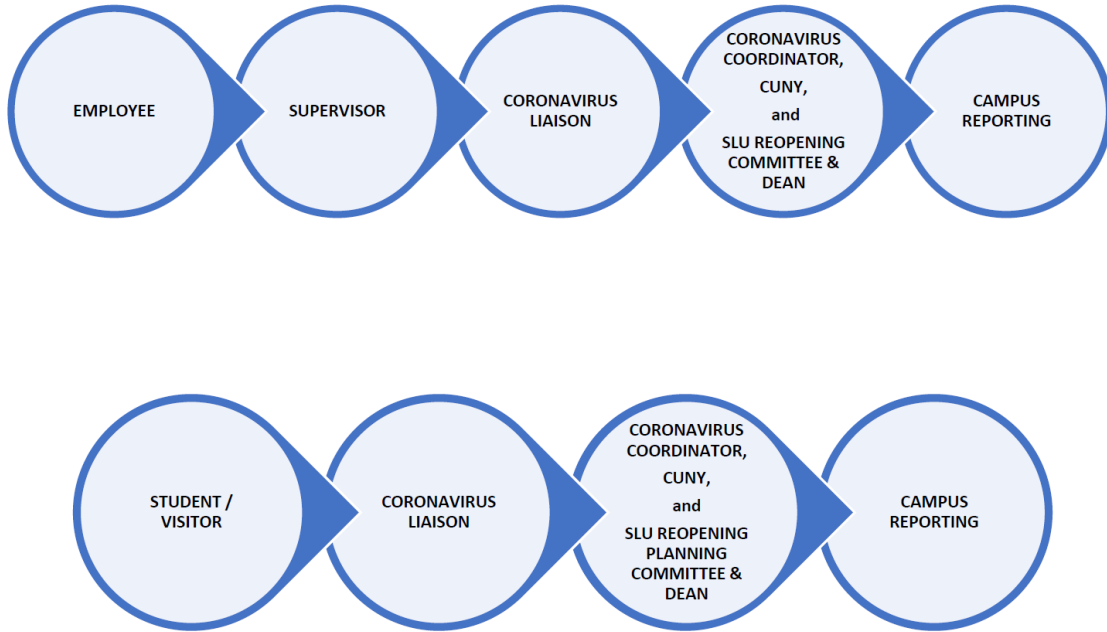 EMPLOYEE
SUPERVISOR
CORONAVIRUS
LIAISON
CORONAVIRUS
COORDINATOR,
CUNY,
and
SLU REOPENING
COMMITTEE &
DEAN
CAMPUS
REPORTING
STUDENT /
VISITOR
CORONAVIRUS
LIAISON
CORONAVIRUS
COORDINATOR,
CUNY,
and
SLU REOPENING
PLANNING
COMMITTEE &
DEAN
CAMPUS
REPORTING